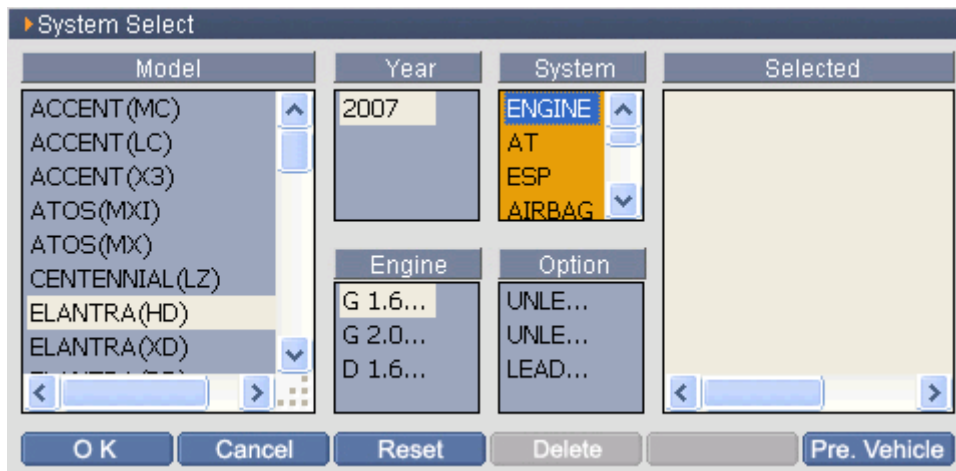 System Select
Model
ACCENT(MC)
ACCENT(LC)
ACCENT(X3)
ATOS(MXI)
ATOS(MX)
CENTENNIAL(LZ)
ELANTRA(HD)
ELANTRA(XD)
Year
2007
System
ENGINE
AT
ESP
AIRBAG
Selected
Engine
G 1.6...
G 2.0...
D 1.6...
Option
UNLE...
UNLE...
LEAD...
OK Cancel Reset Delete Pre. Vehicle